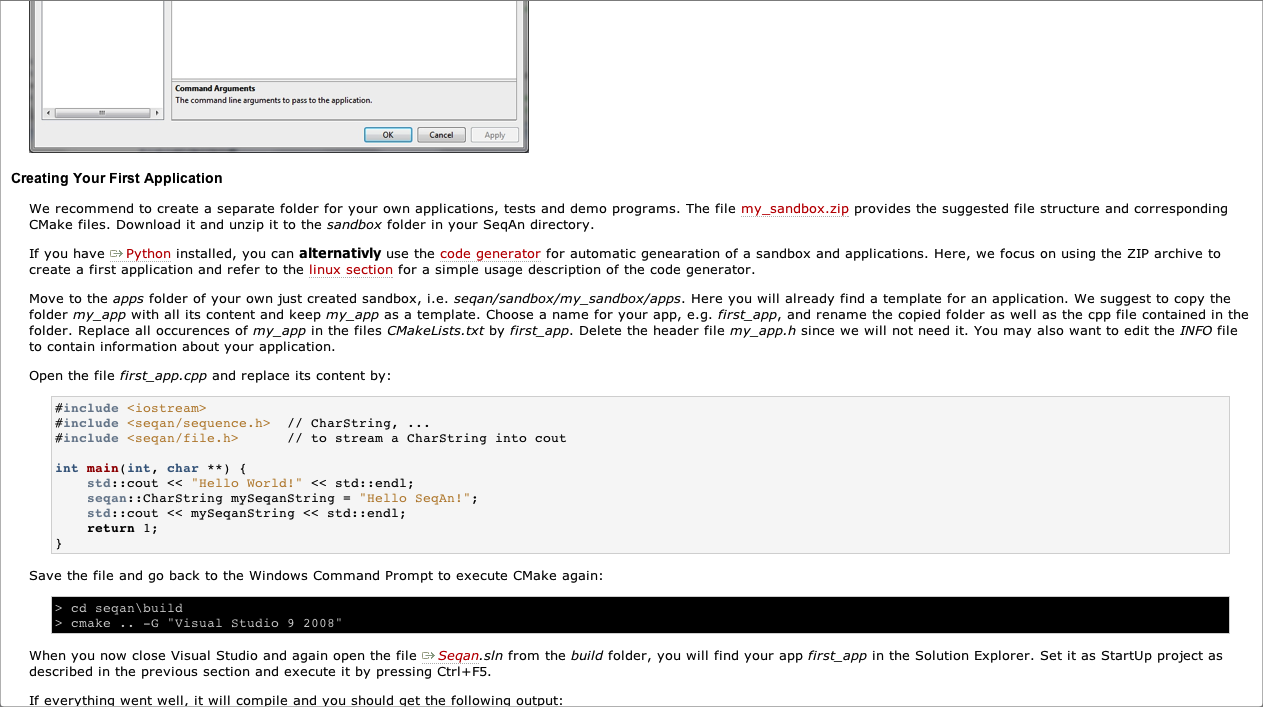 Command Arguments
The command line arguments to pass to the application.
OK Cancel Apply
Creating Your First Application
We recommend to create a separate folder for your own applications, tests and demo programs. The file my_sandbox.zip provides the suggested file structure and corresponding
CMake files. Download it and unzip it to the sandbox folder in your SeqAn directory.
If you have Python installed, you can alternativly use the code generator for automatic genearation of a sandbox and applications. Here, we focus on using the ZIP archive to
create a first application and refer to the linux section for a simple usage description of the code generator.
Move to the apps folder of your own just created sandbox, i.e. seqan/sandbox/my_sandbox/apps. Here you will already find a template for an application. We suggest to copy the
folder my_app with all its content and keep my_app as a template. Choose a name for your app, e.g. first_app, and rename the copied folder as well as the cpp file contained in the
folder. Replace all occurences of my_app in the files CMakeLists.txt by first_app. Delete the header file my_app.h since we will not need it. You may also want to edit the INFO file
to contain information about your application.
Open the file first_app.cpp and replace its content by:
#include <iostream>
#include <seqan/sequence.h>  // CharString, ...
#include <seqan/file.h>      // to stream a CharString into cout
int main(int, char **) {
    std::cout << "Hello World!" << std::endl;
    seqan::CharString mySeqanString = "Hello SeqAn!";
    std::cout << mySeqanString << std::endl;
    return 1;
}
Save the file and go back to the Windows Command Prompt to execute CMake again:
> cd seqan\build
> cmake .. -G "Visual Studio 9 2008"
When you now close Visual Studio and again open the file Seqan.sln from the build folder, you will find your app first_app in the Solution Explorer. Set it as StartUp project as
described in the previous section and execute it by pressing Ctrl+F5.
If everything went well, it will compile and you should get the following output: